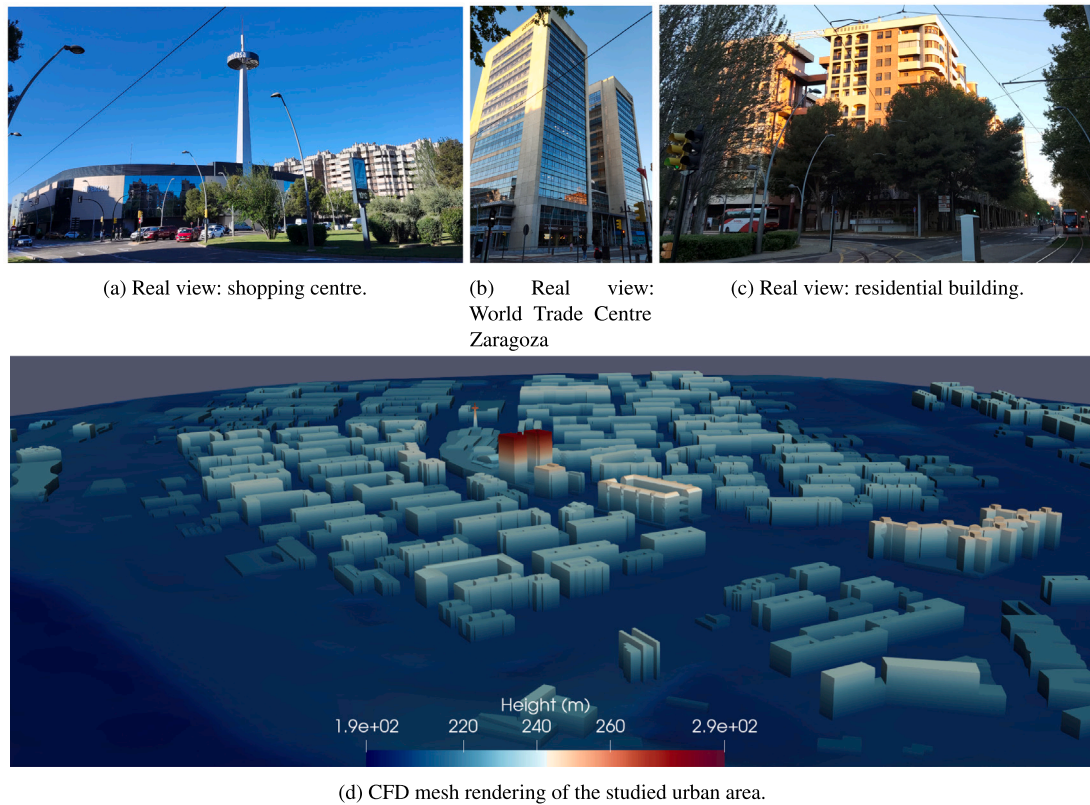 (a) Real view: shopping centre.
(b) Real view:
World Trade Centre
Zaragoza
(c) Real view: residential building.
Height (m)
1.9e+02 220 240 260 2.9e+02
(d) CFD mesh rendering of the studied urban area.